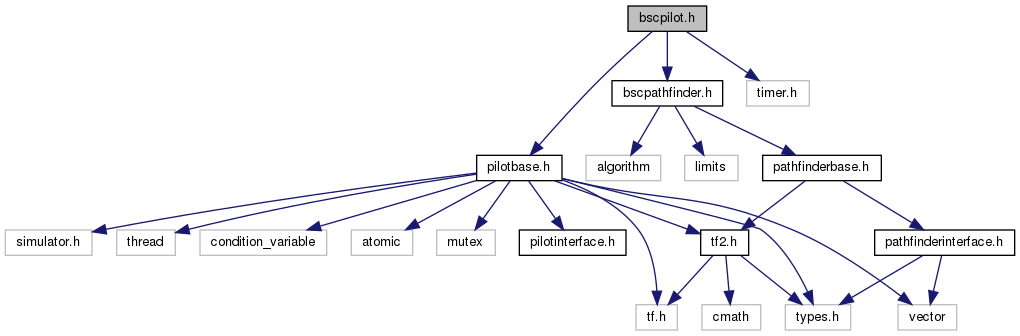 bscpilot.h
bscpathfinder.h
timer.h
pilotbase.h
algorithm
limits
pathfinderbase.h
simulator.h
thread
condition_variable
atomic
mutex
pilotinterface.h
tf2.h
pathfinderinterface.h
tf.h
cmath
types.h
vector